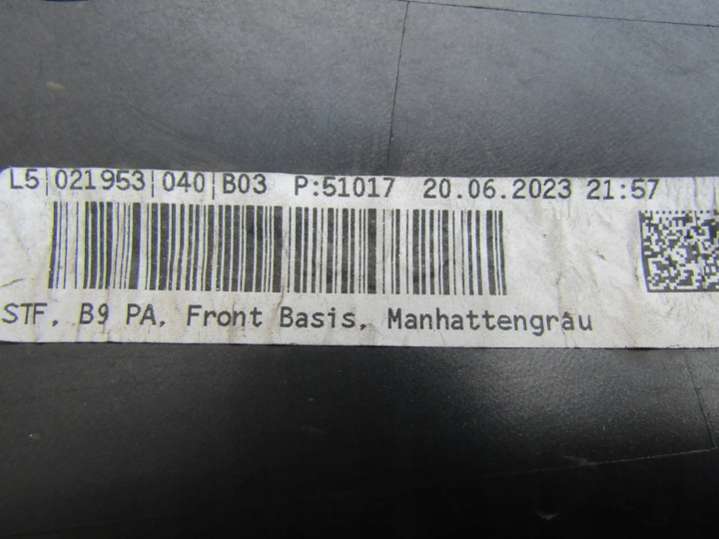 L5|021953|040|B03 P:51017 20.06.2023 21:57
STF, B9 PA, Front Basis, Manhattengrau